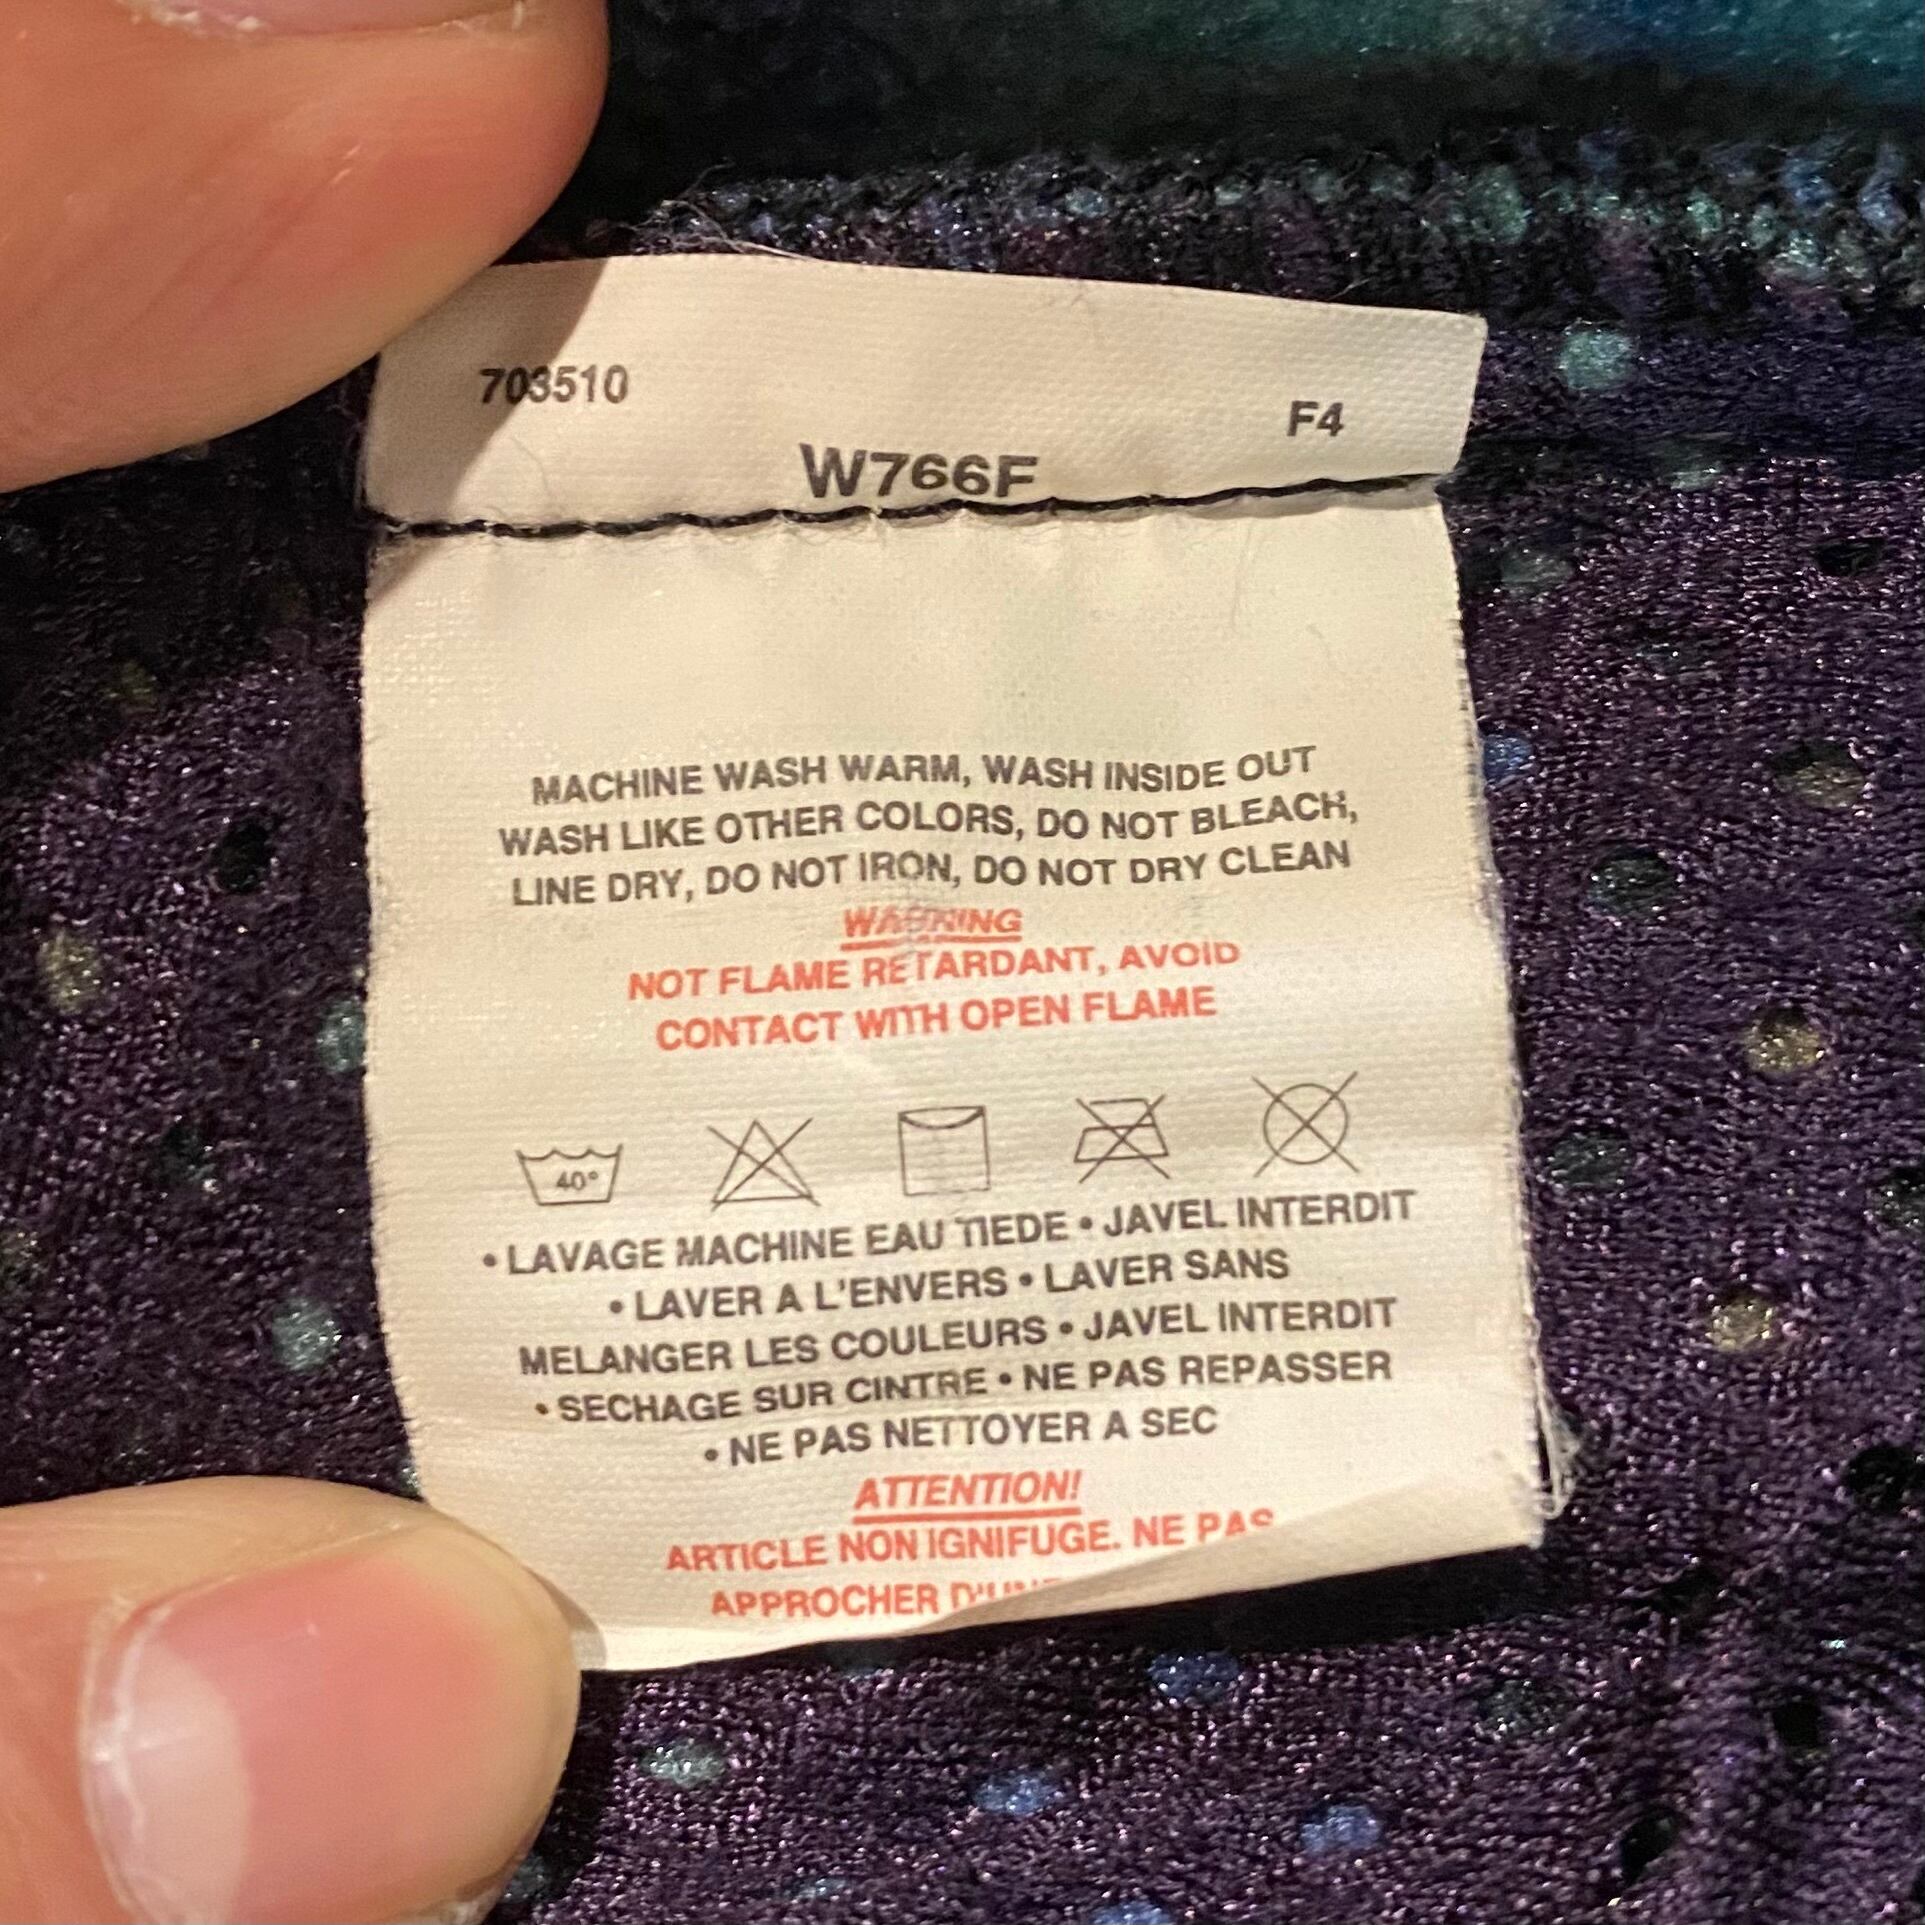 703510
F4
W766F
MACHINE WASH WARM, WASH INSIDE OUT
WASH LIKE OTHER COLORS, DO NOT BLEACH,
LINE DRY, DO NOT IRON, DO NOT DRY CLEAN
WARNING
NOT FLAME RETARDANT, AVOID
CONTACT WITH OPEN FLAME
40°
• LAVAGE MACHINE EAU TIEDE • JAVEL INTERDIT
• LAVER A L'ENVERS • LAVER SANS
MELANGER LES COULEURS • JAVEL INTERDIT
• SECHAGE SUR CINTRE • NE PAS REPASSER
• NE PAS NETTOYER A SEC
ATTENTION!
ARTICLE NON IGNIFUGE. NE PAS
APPROCHER